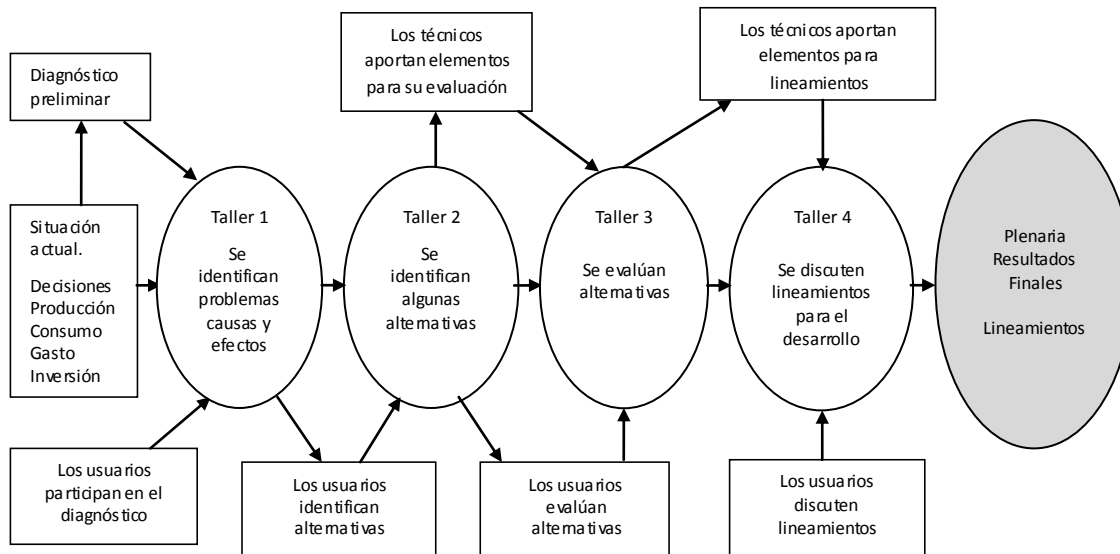 Diagnóstico
preliminar
Los técnicos
aportan elementos
para su evaluación
Los técnicos aportan
elementos para
lineamientos
Situación
actual.
Decisiones
Producción
Consumo
Gasto
Inversión
Taller 1
Se
identifican
problemas
causas y
efectos
Taller 2
Se
identifican
algunas
alternativas
Taller 3
Se evalúan
alternativas
Taller 4
Se discuten
lineamientos
para el
desarrollo
Plenaria
Resultados
Finales
Lineamientos
Los usuarios
participan en el
diagnóstico
Los usuarios
identifican
alternativas
Los usuarios
evalúan
alternativas
Los usuarios
discuten
lineamientos